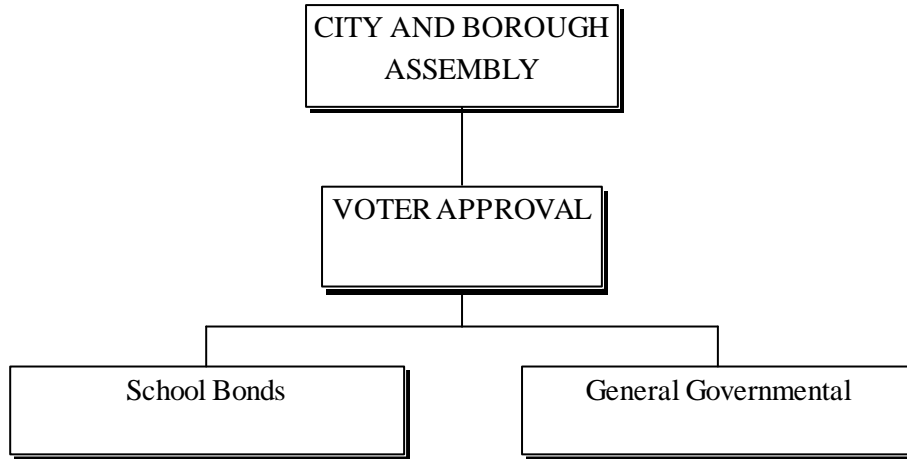 CITY AND BOROUGH
ASSEMBLY
VOTER APPROVAL
School Bonds
General Governmental